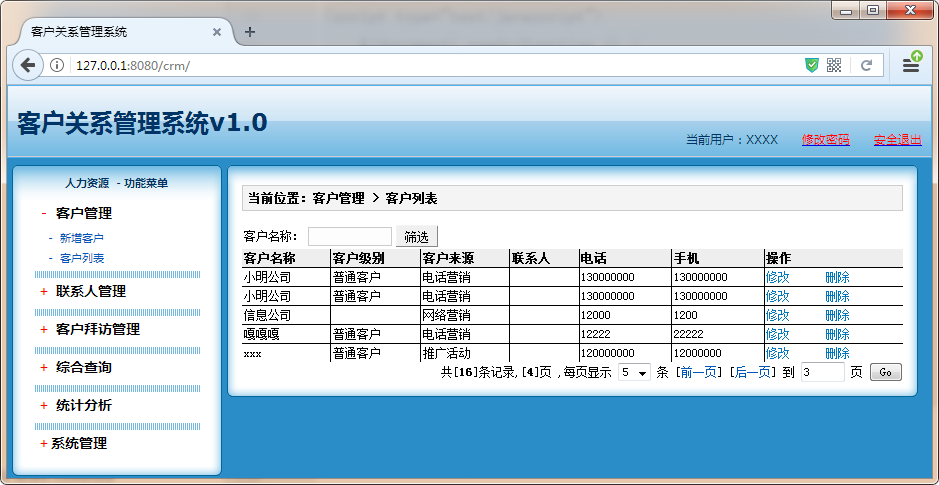 客户关系管理系统
127.0.0.1:8080/crm/
客户关系管理系统v1.0
当前用户：XXXX 修改密码 安全退出
人力资源 - 功能菜单
- 客户管理
- 新增客户
- 客户列表
+ 联系人管理
+ 客户拜访管理
+ 综合查询
+ 统计分析
+ 系统管理
当前位置: 客户管理 > 客户列表
客户名称: 筛选
客户名称 客户级别 客户来源 联系人 电话 手机 操作
小明公司 普通客户 电话营销 130000000 130000000 修改 删除
小明公司 普通客户 电话营销 130000000 130000000 修改 删除
信息公司 网络营销 12000 1200 修改 删除
嘎嘎嘎 普通客户 电话营销 12222 22222 修改 删除
xxx 普通客户 推广活动 120000000 12000000 修改 删除
共[16]条记录,[4]页 ,每页显示 5 条 [前一页] [后一页] 到 3 页 Go